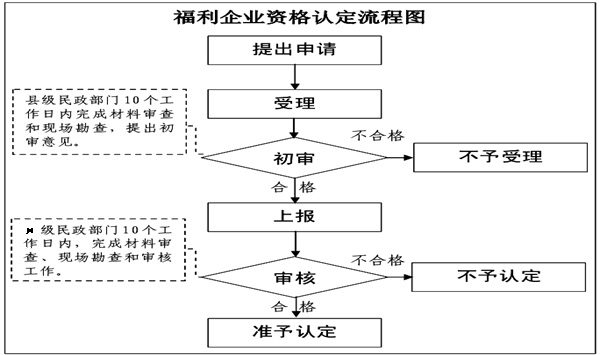 福利企业资格认定流程图
提出申请
受理
县级民政部门10个工
作日内完成材料审查
和现场勘查，提出初
审意见。
初审
不合格
不予受理
合格
上报
级民政部门10个工
作日内，完成材料审
查、现场勘查和审核
工作。
审核
不合格
不予认定
合格
准予认定